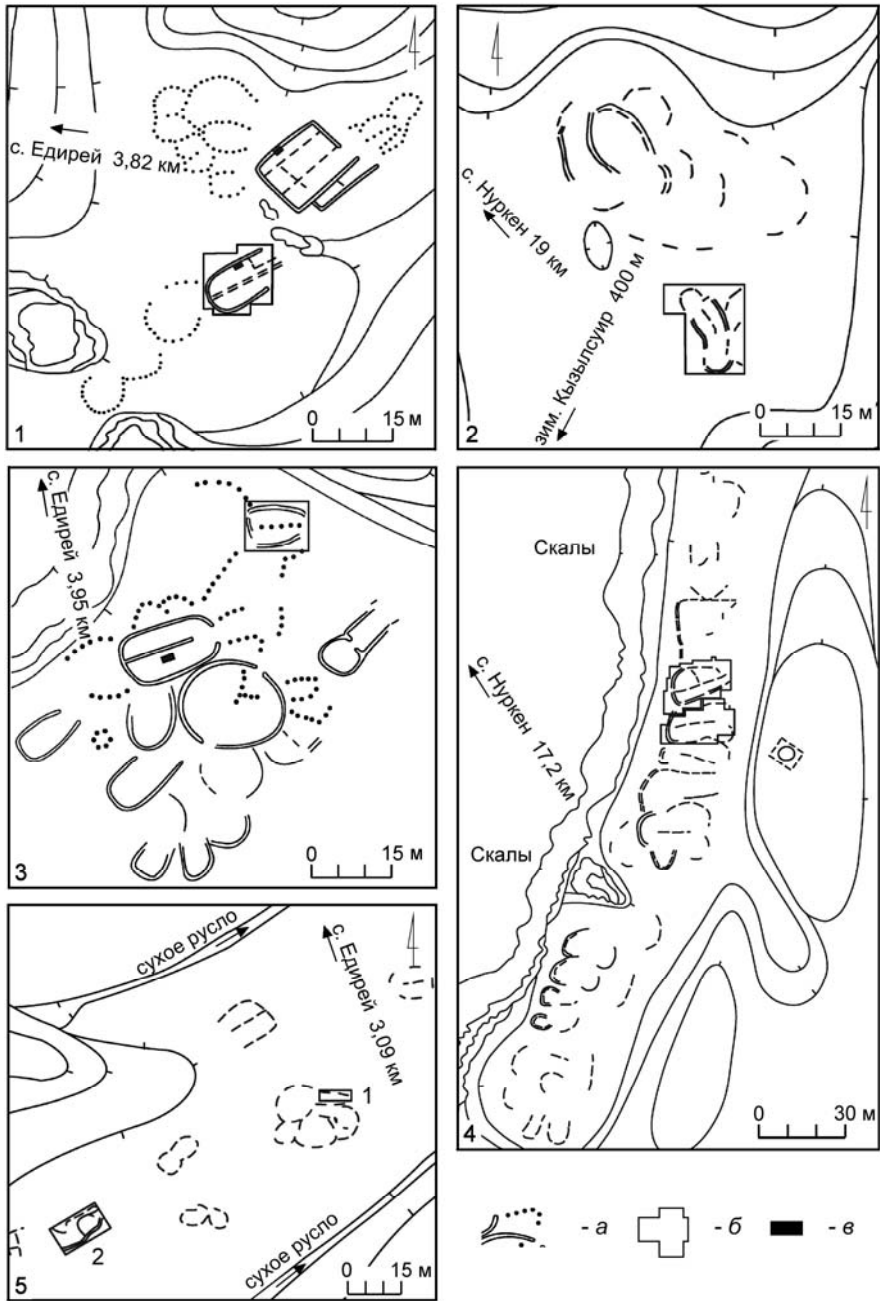 1
с. Едирей 3,82 км
0 15 м
2
с. Нуркен 19 км
зим. Кызылсуир 400 м
0 15 м
3
с. Едирей 3,95 км
0 15 м
4
Скалы
с. Нуркен 17,2 км
Скалы
0 30 м
5
сухое русло
с. Едирей 3,09 км
1
2
сухое русло
0 15 м
- а
- б
- в